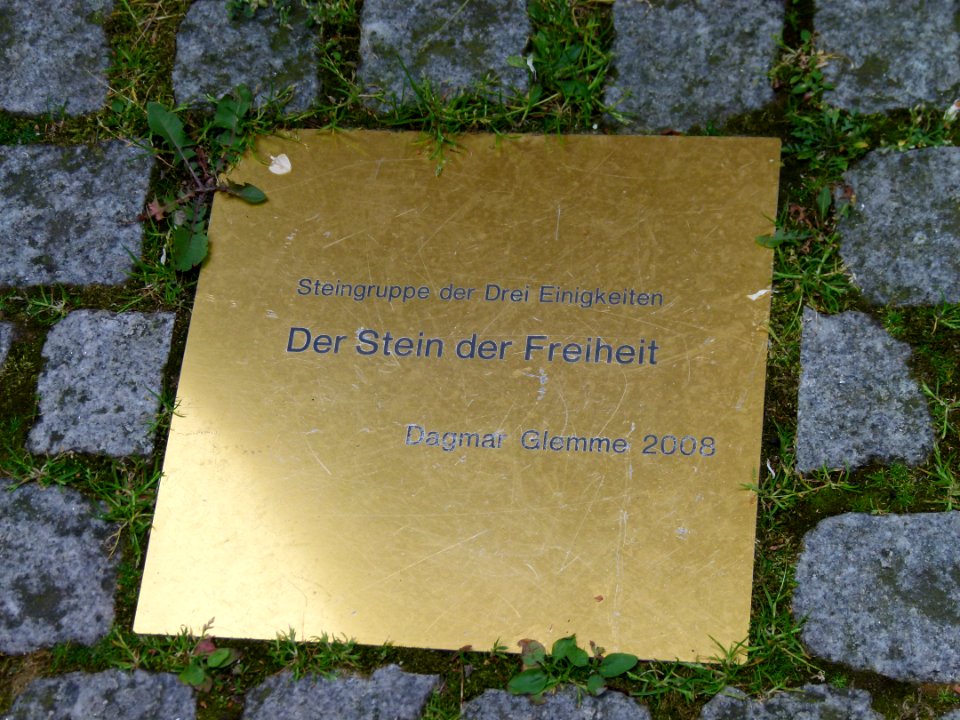 Steingruppe der Drei Einigkeiten
Der Stein der Freiheit
Dagmar Glemme 2008